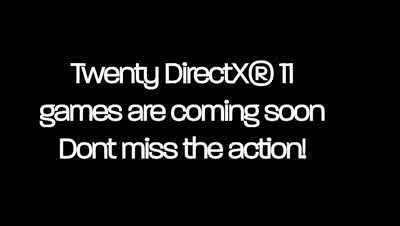 Twenty DirectX® 11
games are coming soon
Dont miss the action!